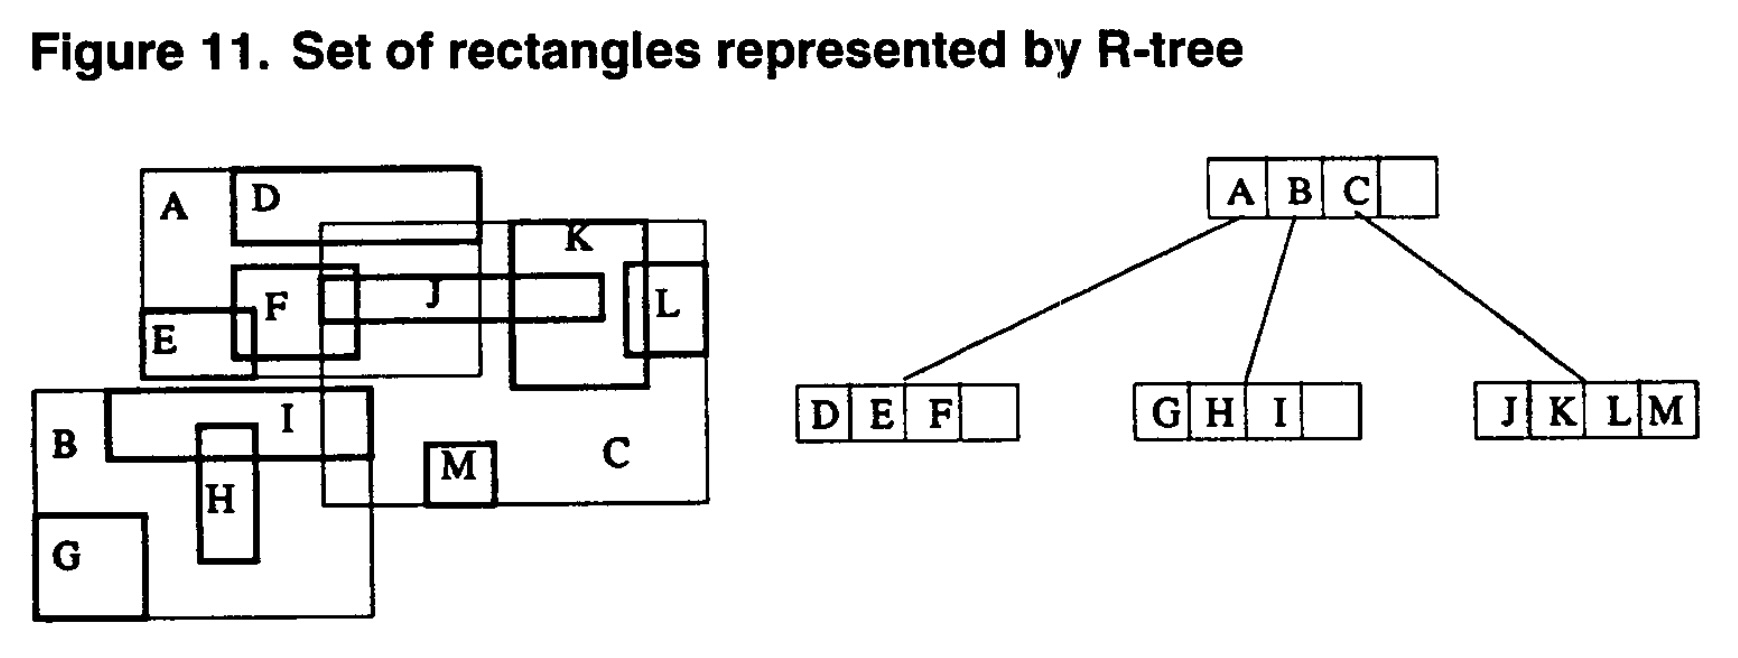 Figure 11. Set of rectangles represented by R-tree
A
D
K
F
J
L
E
I
B
C
M
H
G
A B C
D E F
G H I
J K L M